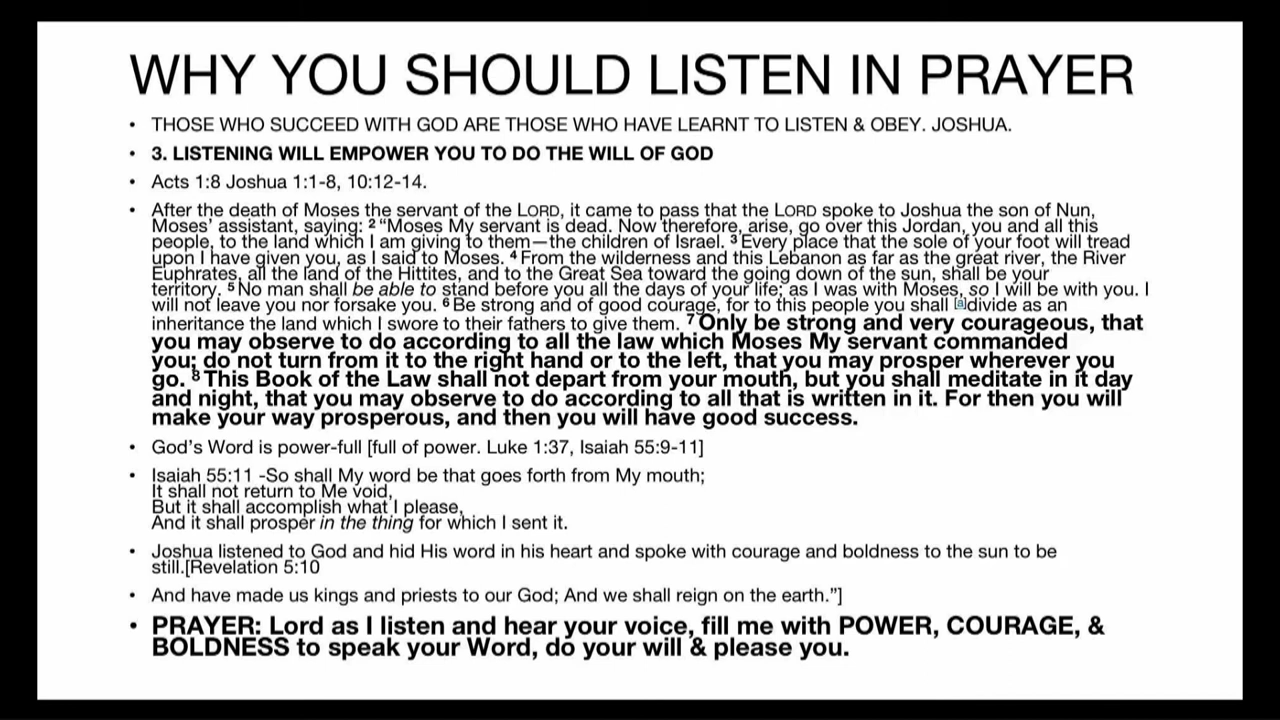 WHY YOU SHOULD LISTEN IN PRAYER
• THOSE WHO SUCCEED WITH GOD ARE THOSE WHO HAVE LEARNT TO LISTEN & OBEY. JOSHUA.
• 3. LISTENING WILL EMPOWER YOU TO DO THE WILL OF GOD
• Acts 1:8 Joshua 1:1-8, 10:12-14.
• After the death of Moses the servant of the LORD, it came to pass that the LORD spoke to Joshua the son of Nun,
Moses’ assistant, saying: 2 “Moses My servant is dead. Now therefore, arise, go over this Jordan, you and all this
people, to the land which I am giving to them—the children of Israel. 3 Every place that the sole of your foot will tread
upon I have given you, as I said to Moses. 4 From the wilderness and this Lebanon as far as the great river, the River
Euphrates, all the land of the Hittites, and to the Great Sea toward the going down of the sun, shall be your
territory. 5 No man shall be able to stand before you all the days of your life; as I was with Moses, so I will be with you. I
will not leave you nor forsake you. 6 Be strong and of good courage, for to this people you shall [a]divide as an
inheritance the land which I swore to their fathers to give them. 7 Only be strong and very courageous, that
you may observe to do according to all the law which Moses My servant commanded
you; do not turn from it to the right hand or to the left, that you may prosper wherever you
go. 8 This Book of the Law shall not depart from your mouth, but you shall meditate in it day
and night, that you may observe to do according to all that is written in it. For then you will
make your way prosperous, and then you will have good success.
• God’s Word is power-full [full of power. Luke 1:37, Isaiah 55:9-11]
• Isaiah 55:11 -So shall My word be that goes forth from My mouth;
It shall not return to Me void,
But it shall accomplish what I please,
And it shall prosper in the thing for which I sent it.
• Joshua listened to God and hid His word in his heart and spoke with courage and boldness to the sun to be
still.[Revelation 5:10
• And have made us kings and priests to our God; And we shall reign on the earth.”]
• PRAYER: Lord as I listen and hear your voice, fill me with POWER, COURAGE, &
BOLDNESS to speak your Word, do your will & please you.